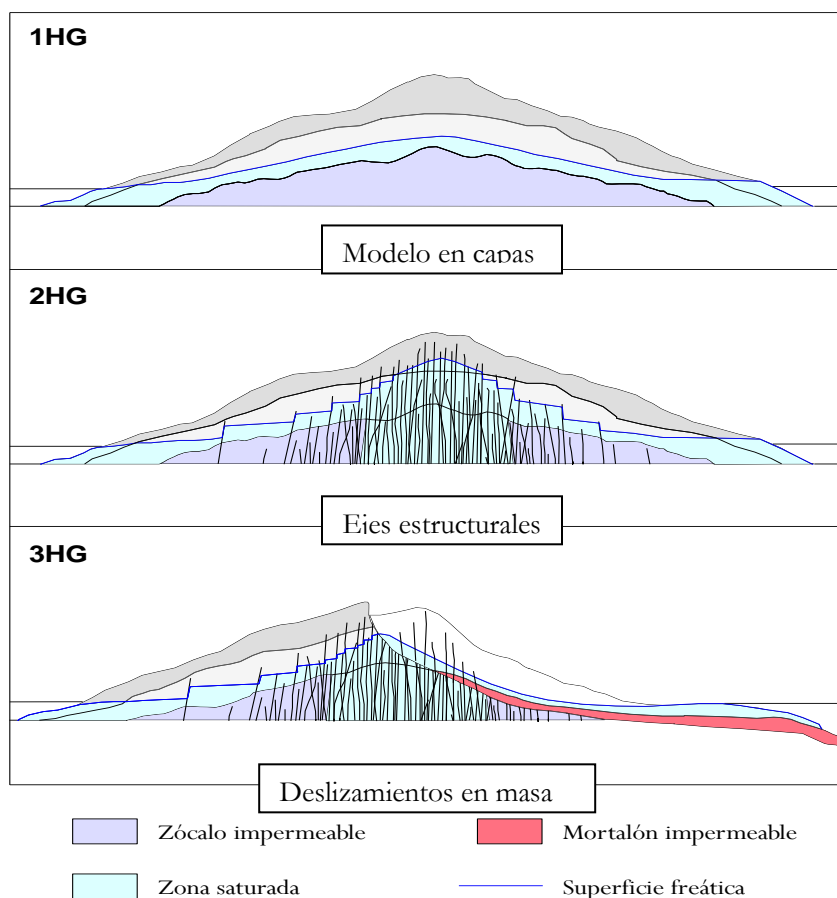 1HG
Modelo en capas
2HG
Ejes estructurales
3HG
Deslizamientos en masa
Zócalo impermeable
Mortalón impermeable
Zona saturada
Superficie freática